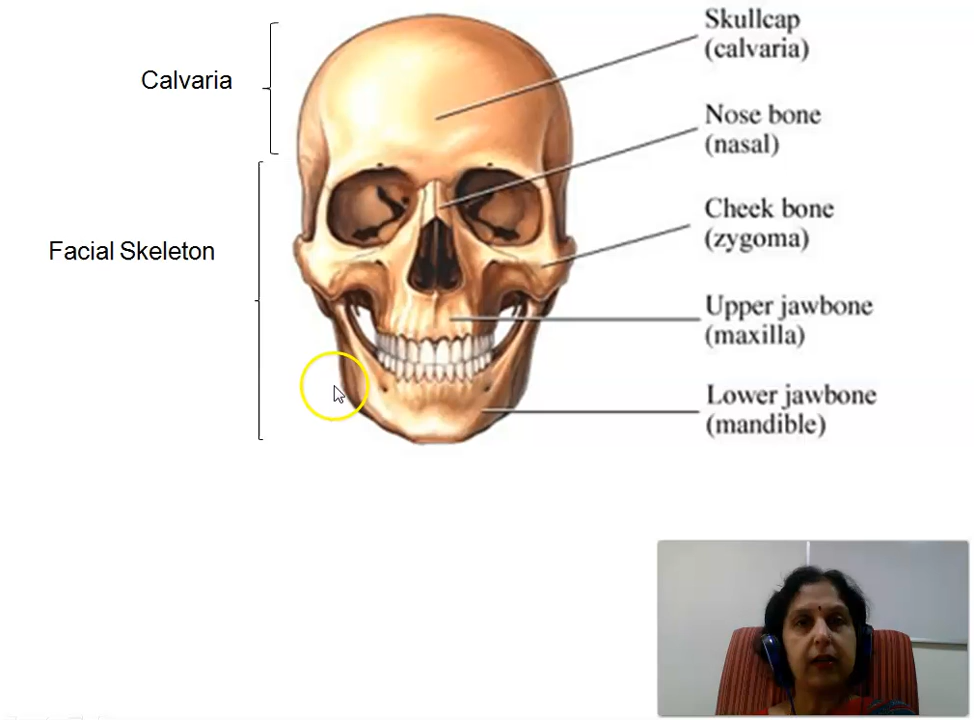 Calvaria
Facial Skeleton
Skullcap
(calvaria)
Nose bone
(nasal)
Cheek bone
(zygoma)
Upper jawbone
(maxilla)
Lower jawbone
(mandible)